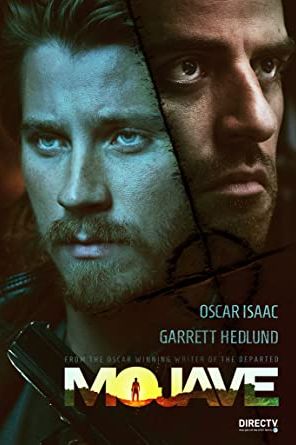 OSCAR ISAAC
GARRETT HEDLUND
FROM THE OSCAR WINNING WRITER OF THE DEPARTED
MOJAVE
DIRECTV